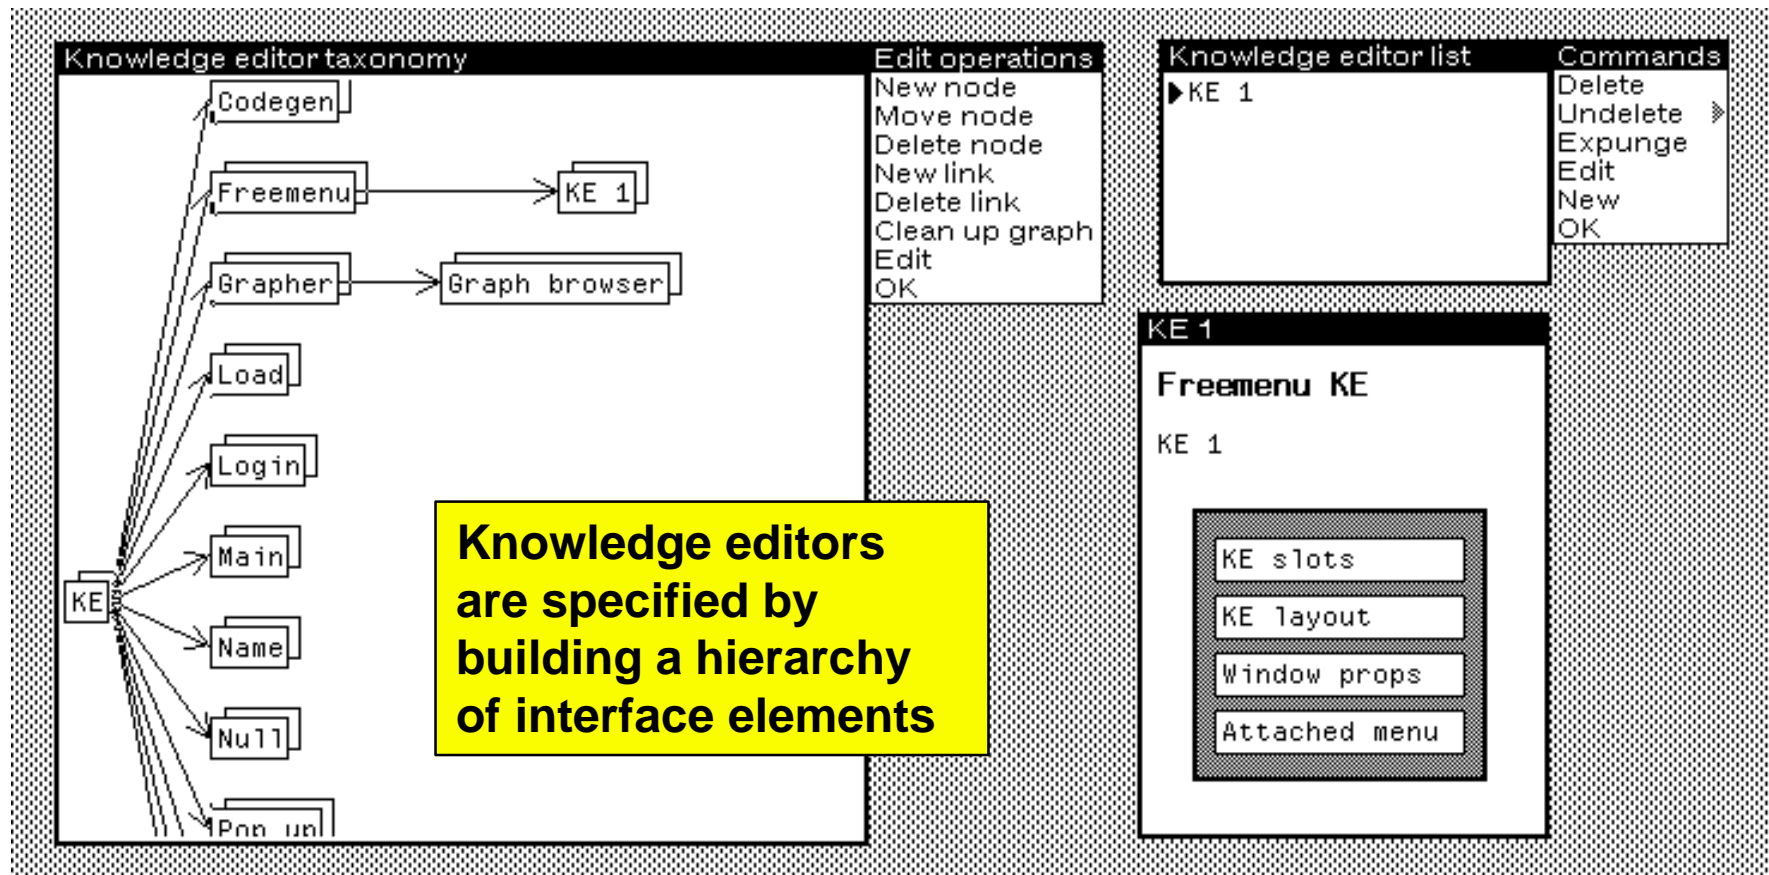 Knowledge editor taxonomy
Codegen
Freemenu
KE 1
Grapher
Graph browser
Load
Login
Main
KE
Name
Null
Pop up
Edit operations
New node
Move node
Delete node
New link
Delete link
Clean up graph
Edit
OK
Knowledge editors
are specified by
building a hierarchy
of interface elements
Knowledge editor list
KE 1
Commands
Delete
Undelete
Expunge
Edit
New
OK
KE 1
Freemenu KE
KE 1
KE slots
KE layout
Window props
Attached menu